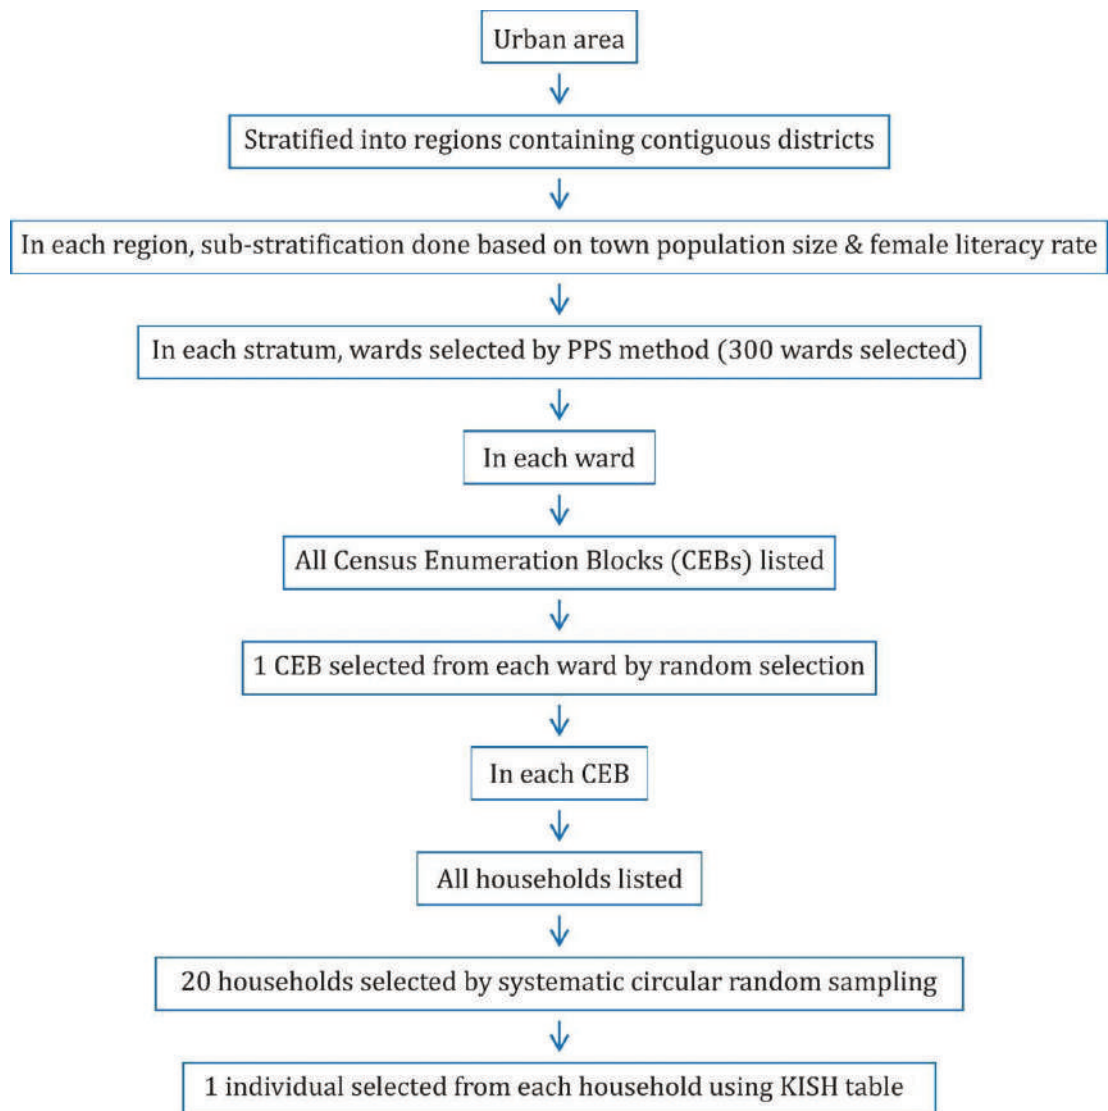 Urban area
Stratified into regions containing contiguous districts
In each region, sub-stratification done based on town population size & female literacy rate
In each stratum, wards selected by PPS method (300 wards selected)
In each ward
All Census Enumeration Blocks (CEBs) listed
1 CEB selected from each ward by random selection
In each CEB
All households listed
20 households selected by systematic circular random sampling
1 individual selected from each household using KISH table